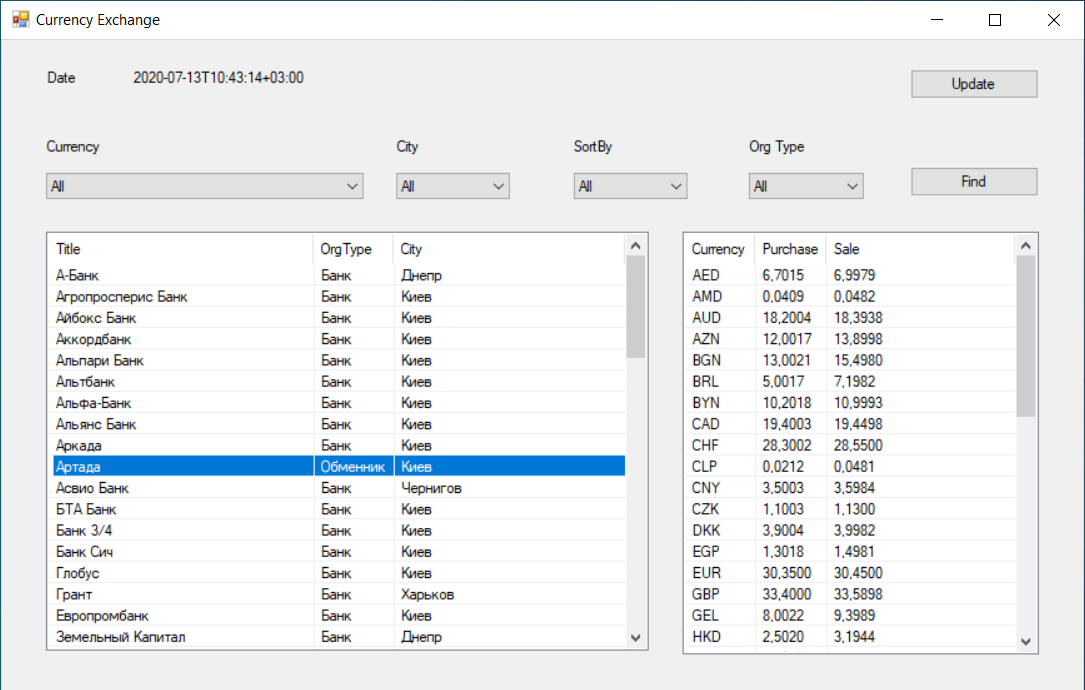 Currency Exchange
Date 2020-07-13T10:43:14+03:00
Update
Currency City SortBy Org Type
All All All All Find
Title OrgType City
А-Банк Банк Днепр
Агропросперис Банк Банк Киев
Айбокс Банк Банк Киев
Аккордбанк Банк Киев
Альпари Банк Банк Киев
Альтбанк Банк Киев
Альфа-Банк Банк Киев
Альянс Банк Банк Киев
Аркада Банк Киев
Артада Обменник Киев
Асвио Банк Банк Чернигов
БТА Банк Банк Киев
Банк 3/4 Банк Киев
Банк Сич Банк Киев
Глобус Банк Киев
Грант Банк Харьков
Европромбанк Банк Киев
Земельный Капитал Банк Днепр
Currency Purchase Sale
AED 6,7015 6,9979
AMD 0,0409 0,0482
AUD 18,2004 18,3938
AZN 12,0017 13,8998
BGN 13,0021 15,4980
BRL 5,0017 7,1982
BYN 10,2018 10,9993
CAD 19,4003 19,4498
CHF 28,3002 28,5500
CLP 0,0212 0,0481
CNY 3,5003 3,5984
CZK 1,1003 1,1300
DKK 3,9004 3,9982
EGP 1,3018 1,4981
EUR 30,3500 30,4500
GBP 33,4000 33,5898
GEL 8,0022 9,3989
HKD 2,5020 3,1944